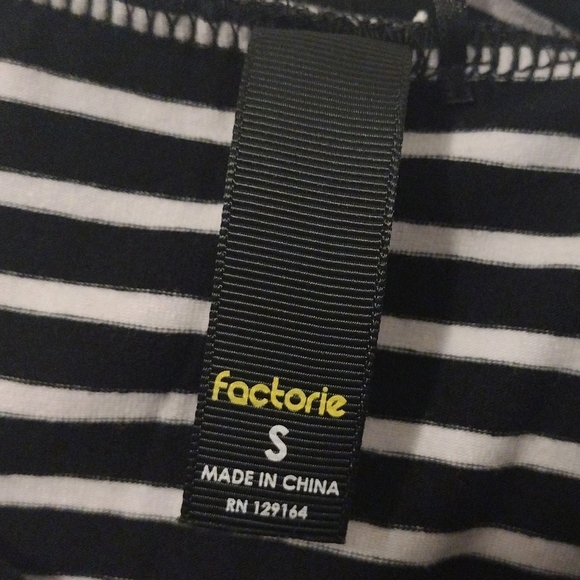 factorie
S
MADE IN CHINA
RN 129164